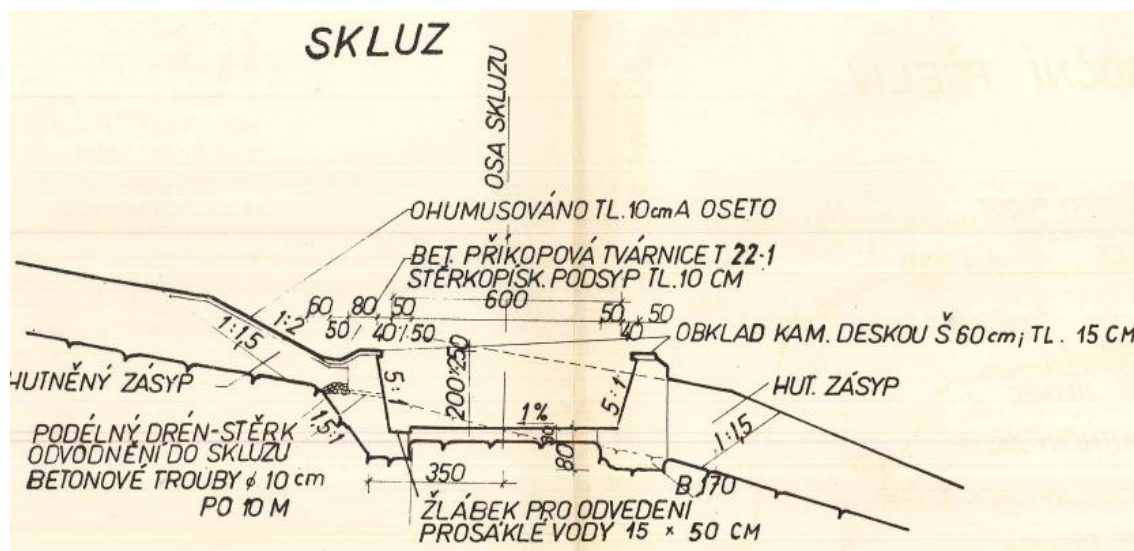 SKLUZ
OSA SKLUZU
OHUMUSOVÁNO TL. 10cm A OSETO
BET. PŘÍKOPOVÁ TVÁRNICE T 22-1
ŠTĚRKOPÍSK. PODSYP TL. 10 CM
600
60 80 50
50 40 50
50 50
40
1:2
1:1,5
OBKLAD KAM. DESKOU Š 60cm; TL. 15 CM
HUTNĚNÝ ZÁSYP
5:1
200÷250
5:1
HUT. ZÁSYP
1%
1:1,5
PODÉLNÝ DRÉN-STĚRK
ODVODNĚNÍ DO SKLUZU
BETONOVÉ TROUBY ϕ 10 cm
PO 10 M
1,5:1
350
80
B 170
ŽLÁBEK PRO ODVEDENÍ
PROSÁKLÉ VODY 15 × 50 CM